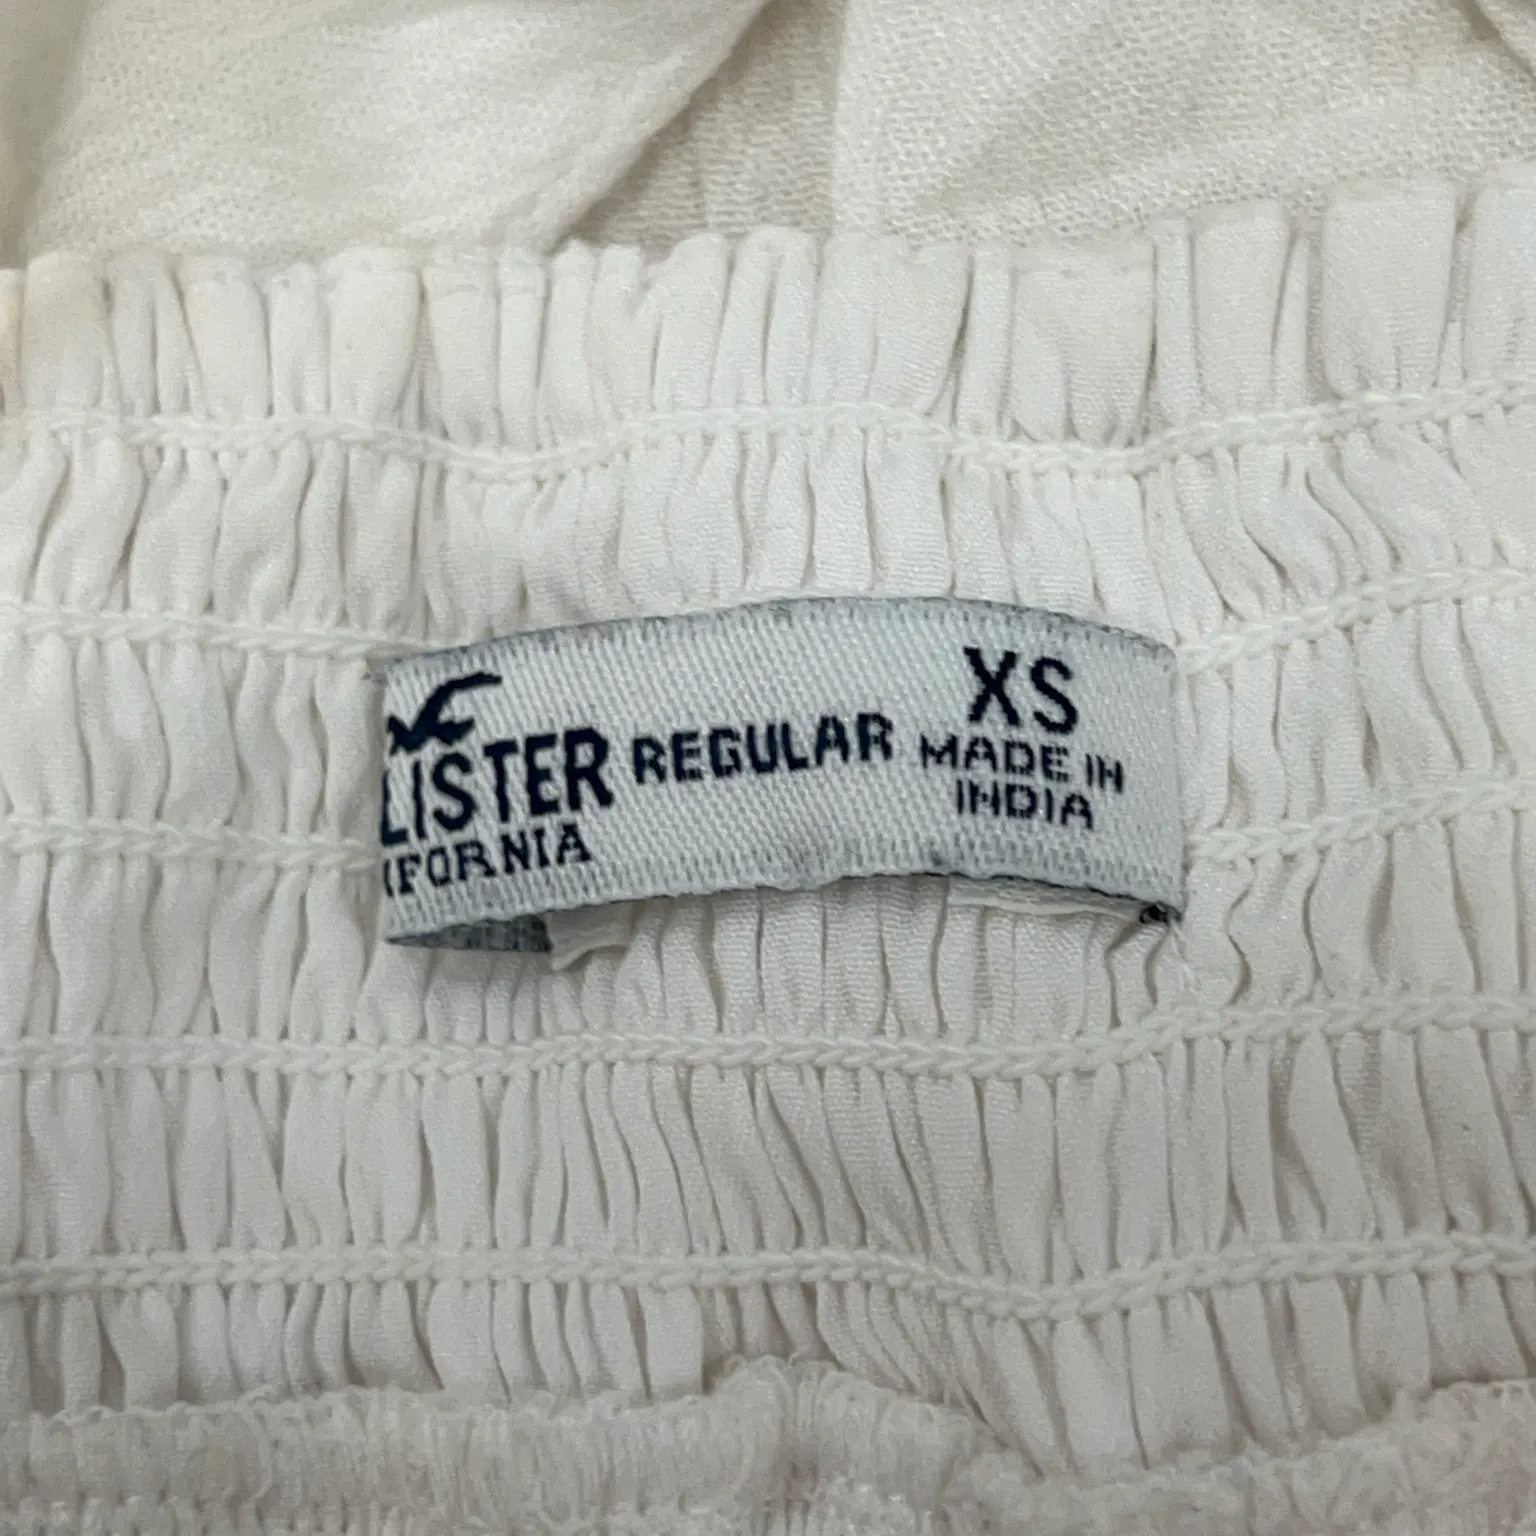 LISTER
IFORNIA
REGULAR
XS
MADE IN
INDIA